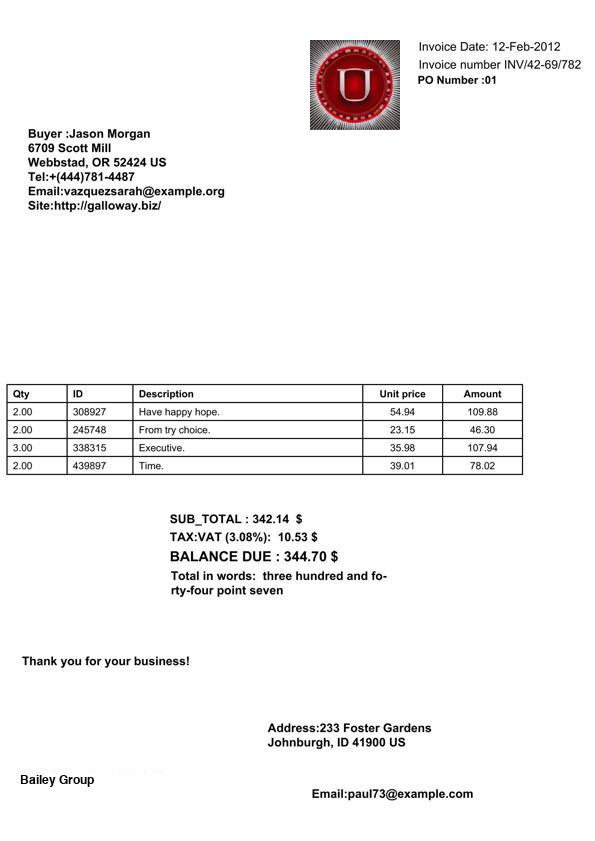 U
Invoice Date: 12-Feb-2012
Invoice number INV/42-69/782
PO Number :01
Buyer :Jason Morgan
6709 Scott Mill
Webbstad, OR 52424 US
Tel:+(444)781-4487
Email:vazquezsarah@example.org
Site:http://galloway.biz/
Qty ID Description Unit price Amount
2.00 308927 Have happy hope. 54.94 109.88
2.00 245748 From try choice. 23.15 46.30
3.00 338315 Executive. 35.98 107.94
2.00 439897 Time. 39.01 78.02
SUB_TOTAL : 342.14 $
TAX:VAT (3.08%): 10.53 $
BALANCE DUE : 344.70 $
Total in words: three hundred and fo-
rty-four point seven
Thank you for your business!
Address:233 Foster Gardens
Johnburgh, ID 41900 US
Bailey Group
Email:paul73@example.com